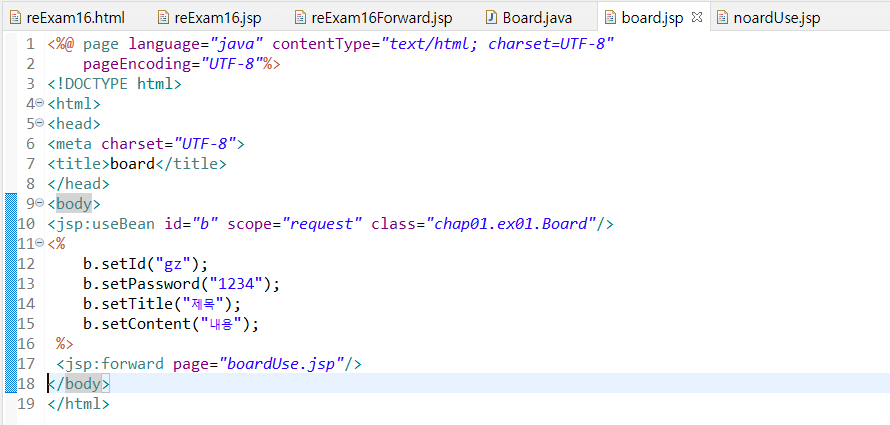 reExam16.html reExam16.jsp reExam16Forward.jsp Board.java board.jsp noardUse.jsp
1 <%@ page language="java" contentType="text/html; charset=UTF-8"
2 pageEncoding="UTF-8"%>
3 <!DOCTYPE html>
4 <html>
5 <head>
6 <meta charset="UTF-8">
7 <title>board</title>
8 </head>
9 <body>
10 <jsp:useBean id="b" scope="request" class="chap01.ex01.Board"/>
11 <%
12 b.setId("gz");
13 b.setPassword("1234");
14 b.setTitle("제목");
15 b.setContent("내용");
16 %>
17 <jsp:forward page="boardUse.jsp"/>
18 </body>
19 </html>